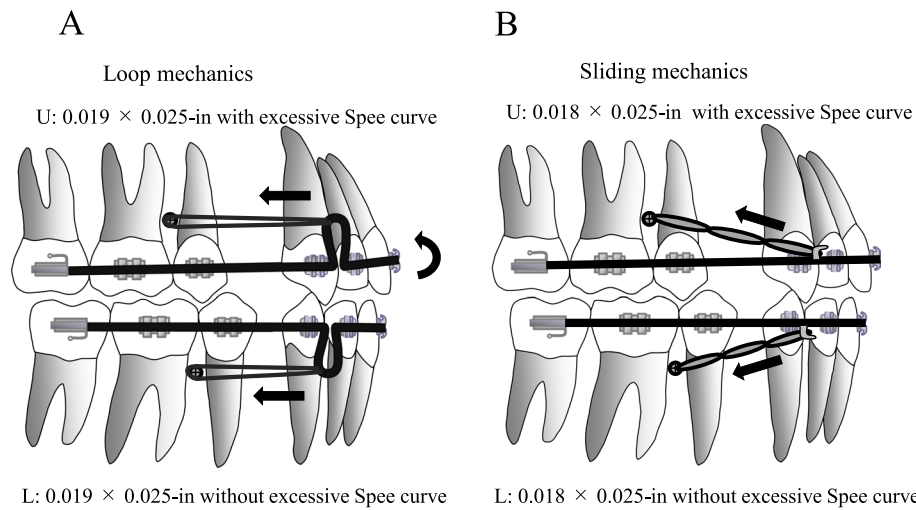 A
B
Loop mechanics
Sliding mechanics
U: 0.019 × 0.025-in with excessive Spee curve
U: 0.018 × 0.025-in with excessive Spee curve
L: 0.019 × 0.025-in without excessive Spee curve
L: 0.018 × 0.025-in without excessive Spee curve